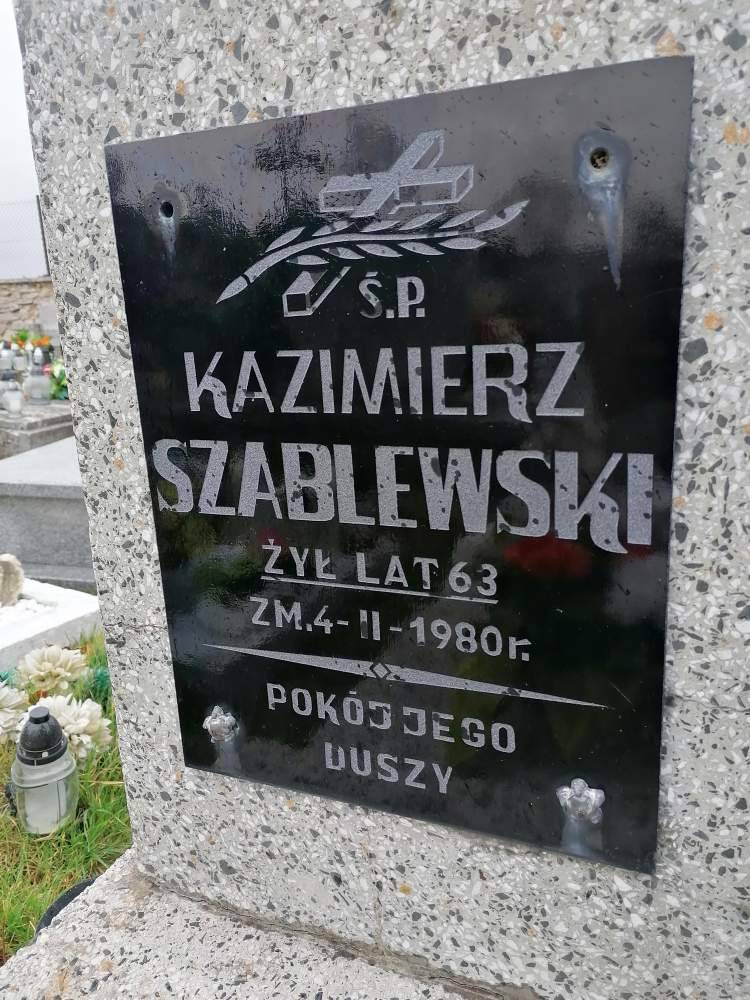 Ś.P.
KAZIMIERZ
SZABLEWSKI
ŻYŁ LAT 63
ZM.4-II-1980r.
POKÓJ JEGO
DUSZY